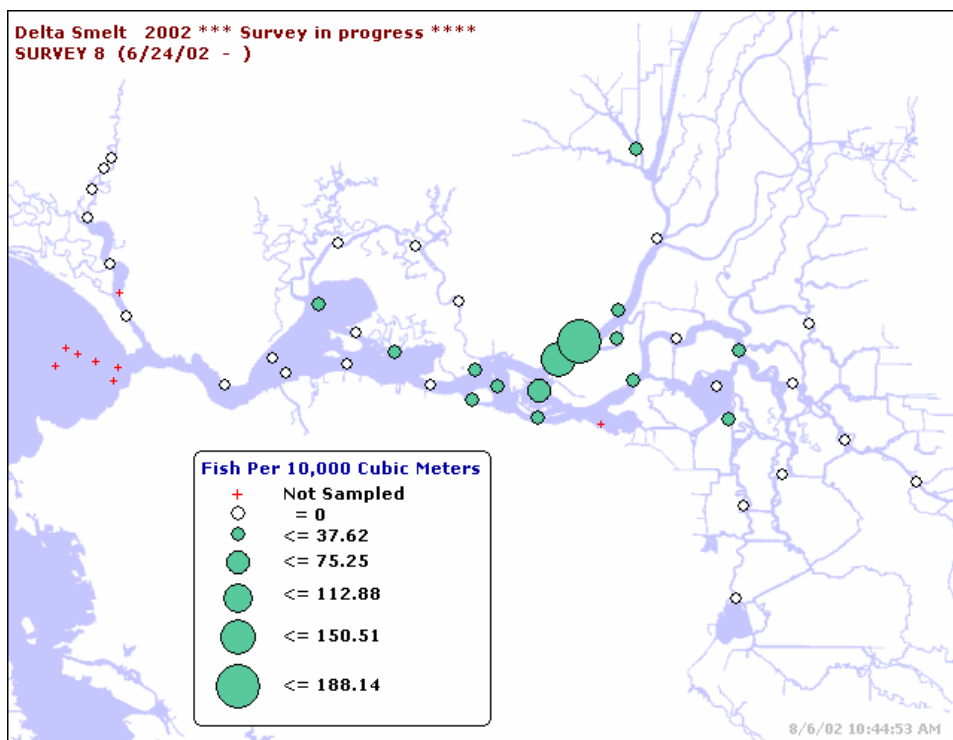 Delta Smelt 2002 *** Survey in progress ****
SURVEY 8 (6/24/02 - )
Fish Per 10,000 Cubic Meters
Not Sampled
= 0
<= 37.62
<= 75.25
<= 112.88
<= 150.51
<= 188.14
8/6/02 10:44:53 AM